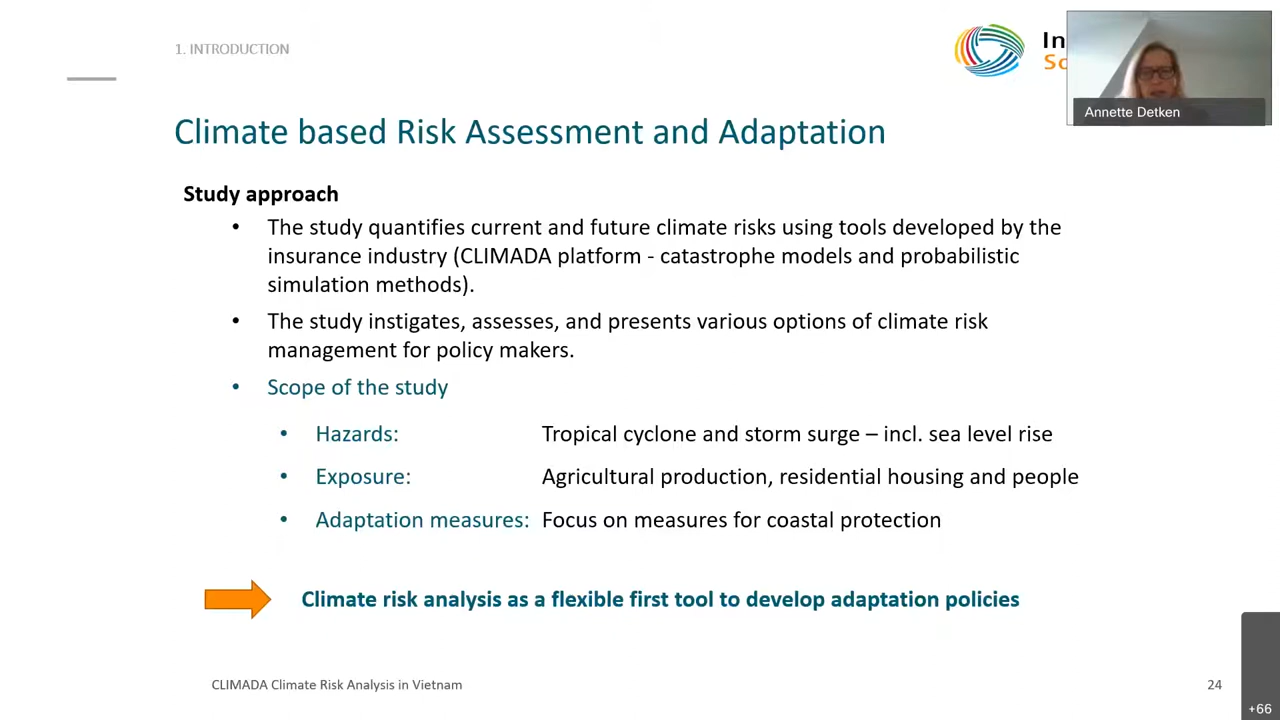 1. INTRODUCTION
In
Sc
Annette Detken
Climate based Risk Assessment and Adaptation
Study approach
• The study quantifies current and future climate risks using tools developed by the
insurance industry (CLIMADA platform - catastrophe models and probabilistic
simulation methods).
• The study instigates, assesses, and presents various options of climate risk
management for policy makers.
• Scope of the study
• Hazards: Tropical cyclone and storm surge – incl. sea level rise
• Exposure: Agricultural production, residential housing and people
• Adaptation measures: Focus on measures for coastal protection
Climate risk analysis as a flexible first tool to develop adaptation policies
CLIMADA Climate Risk Analysis in Vietnam
24
+66